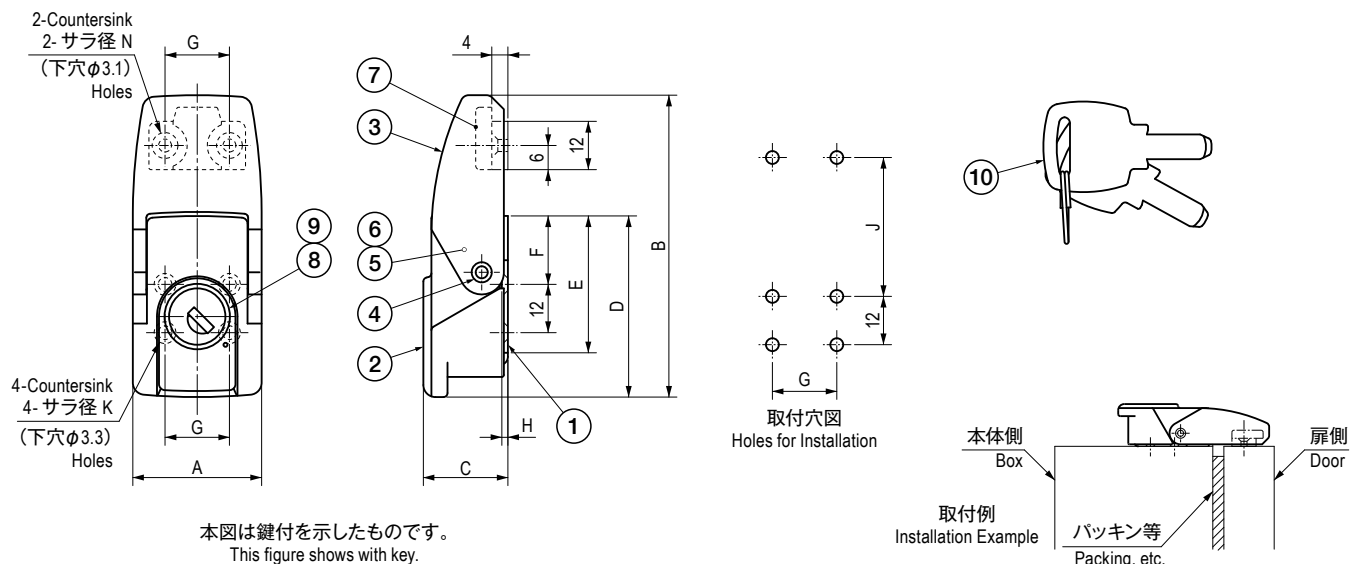 2-Countersink
2- サラ径 N
（下穴φ3.1）
Holes
G
4-Countersink
4- サラ径 K
（下穴φ3.3）
Holes
G
A
9
8
4
7
3
6
5
4
2
1
12
6
F
12
E
D
B
H
C
本図は鍵付を示したものです。
This figure shows with key.
J
12
G
取付穴図
Holes for Installation
10
本体側
Box
扉側
Door
取付例
Installation Example
パッキン等
Packing, etc.